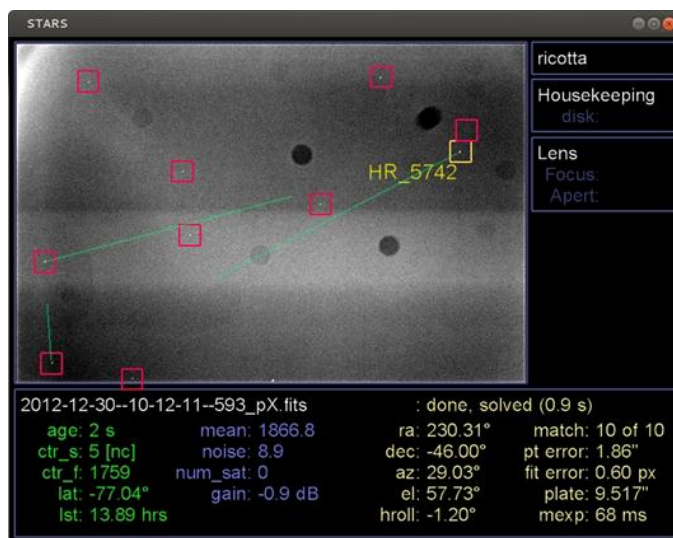 STARS
HR_5742
ricotta
Housekeeping
disk:
Lens
Focus:
Apert:
2012-12-30--10-12-11--593_pX.fits : done, solved (0.9 s)
age: 2 s mean: 1866.8 ra: 230.31° match: 10 of 10
ctr_s: 5 [nc] noise: 8.9 dec: -46.00° pt error: 1.86"
ctr_f: 1759 num_sat: 0 az: 29.03° fit error: 0.60 px
lat: -77.04° gain: -0.9 dB el: 57.73° plate: 9.517"
lst: 13.89 hrs hroll: -1.20° mexp: 68 ms